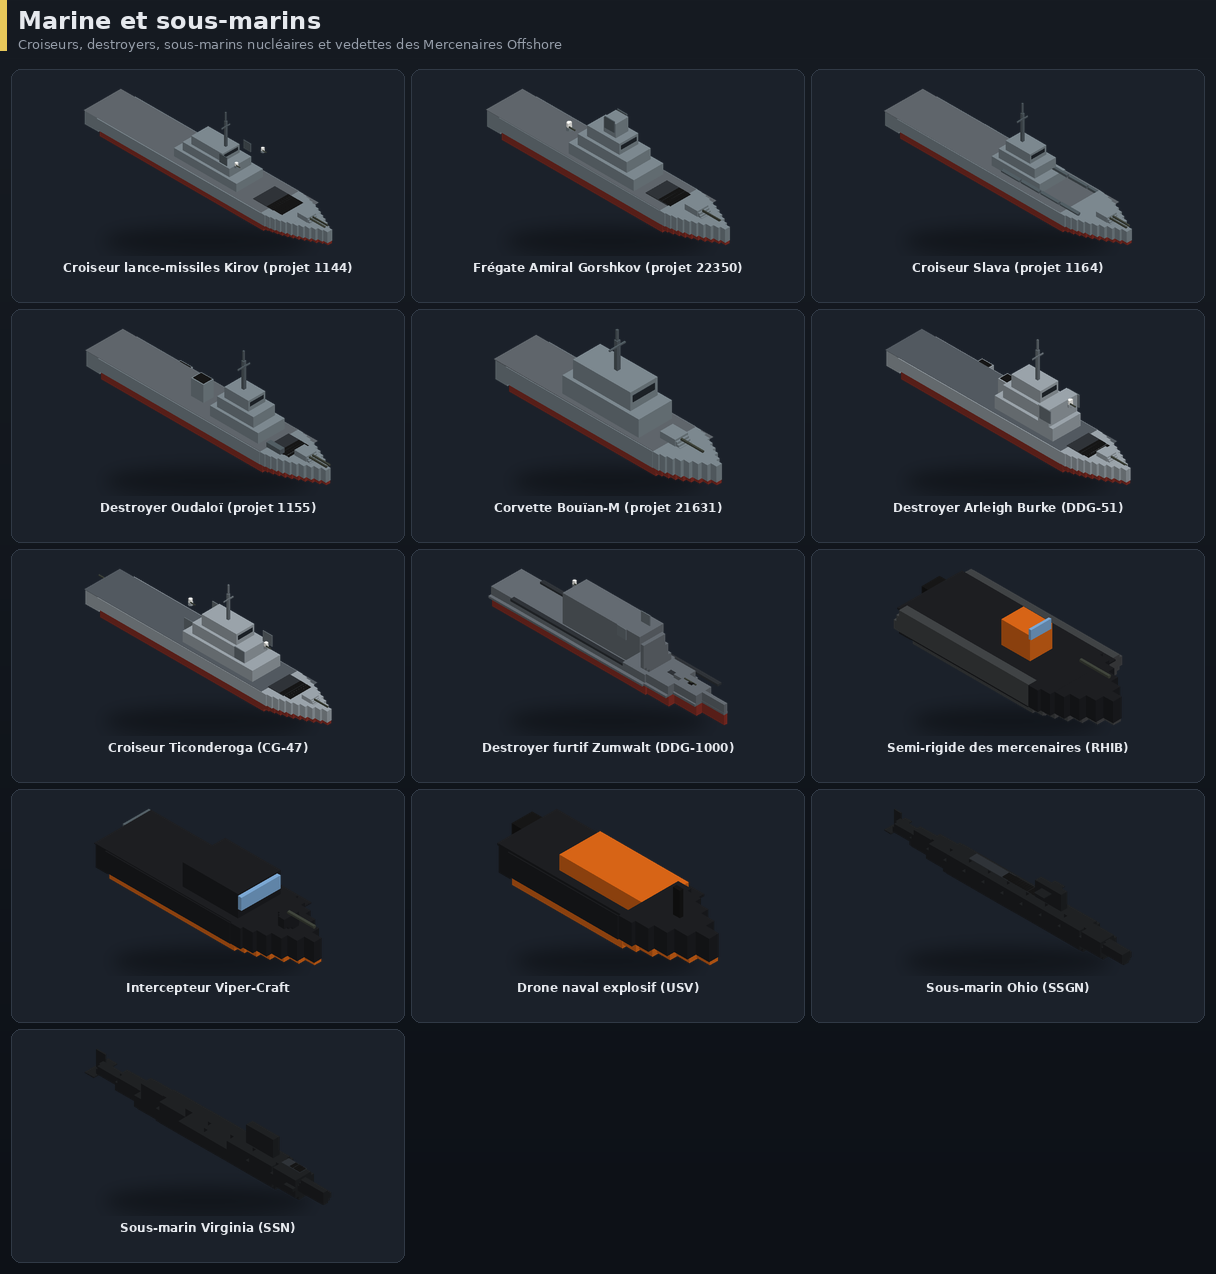 Marine et sous-marins
Croiseurs, destroyers, sous-marins nucléaires et vedettes des Mercenaires Offshore
Croiseur lance-missiles Kirov (projet 1144)
Frégate Amiral Gorshkov (projet 22350)
Croiseur Slava (projet 1164)
Destroyer Oudaloï (projet 1155)
Corvette Bouïan-M (projet 21631)
Destroyer Arleigh Burke (DDG-51)
Croiseur Ticonderoga (CG-47)
Destroyer furtif Zumwalt (DDG-1000)
Semi-rigide des mercenaires (RHIB)
Intercepteur Viper-Craft
Drone naval explosif (USV)
Sous-marin Ohio (SSGN)
Sous-marin Virginia (SSN)